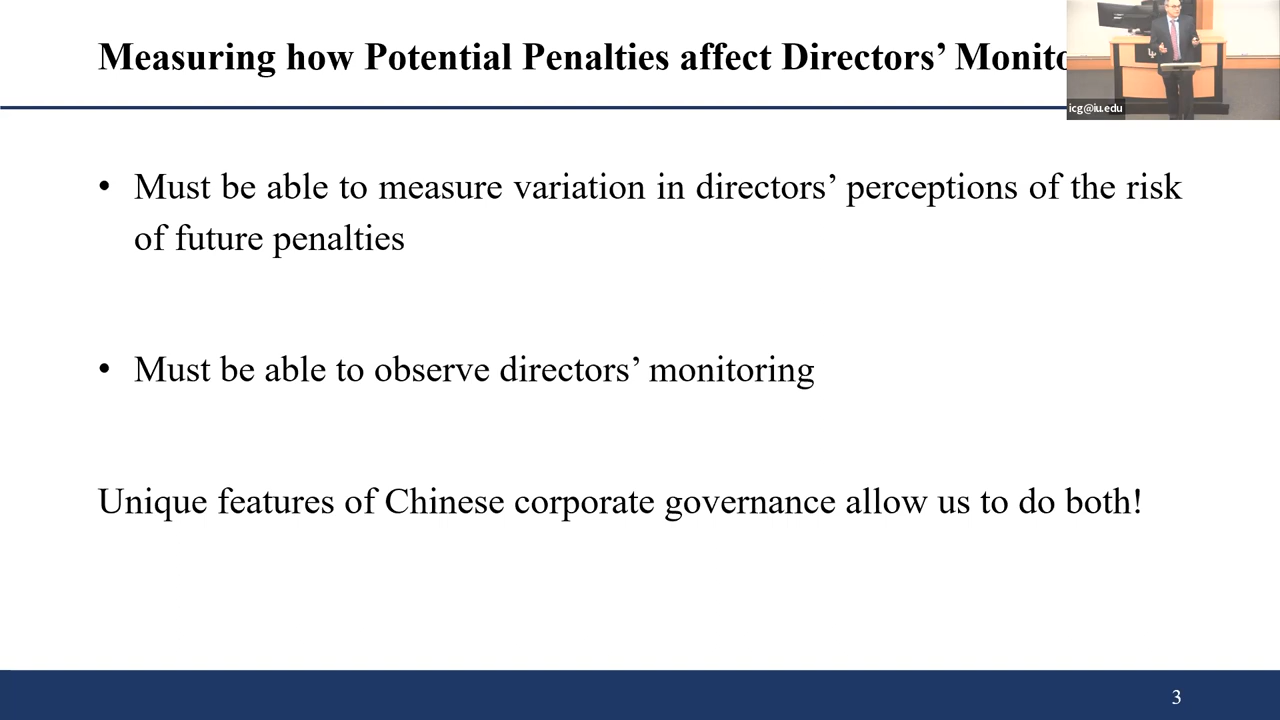 Measuring how Potential Penalties affect Directors’ Monito
icg@iu.edu
• Must be able to measure variation in directors’ perceptions of the risk
of future penalties
• Must be able to observe directors’ monitoring
Unique features of Chinese corporate governance allow us to do both!
3